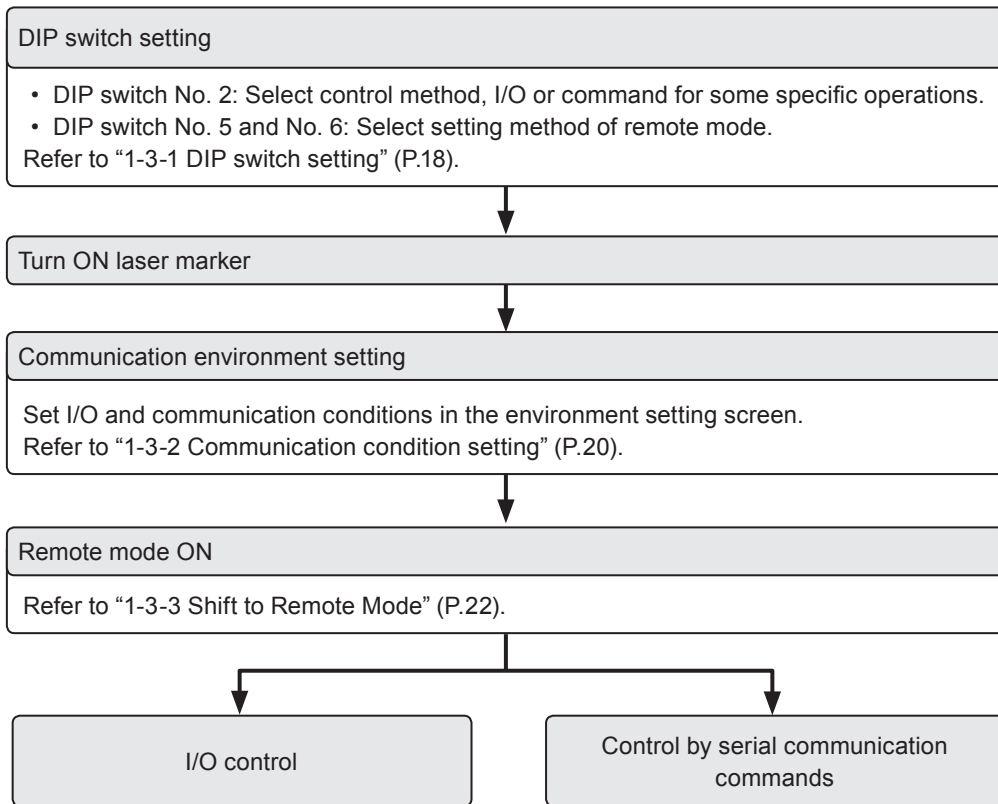 DIP switch setting
• DIP switch No. 2: Select control method, I/O or command for some specific operations.
• DIP switch No. 5 and No. 6: Select setting method of remote mode.
Refer to “1-3-1 DIP switch setting” (P.18).
Turn ON laser marker
Communication environment setting
Set I/O and communication conditions in the environment setting screen.
Refer to “1-3-2 Communication condition setting” (P.20).
Remote mode ON
Refer to “1-3-3 Shift to Remote Mode” (P.22).
I/O control
Control by serial communication
commands